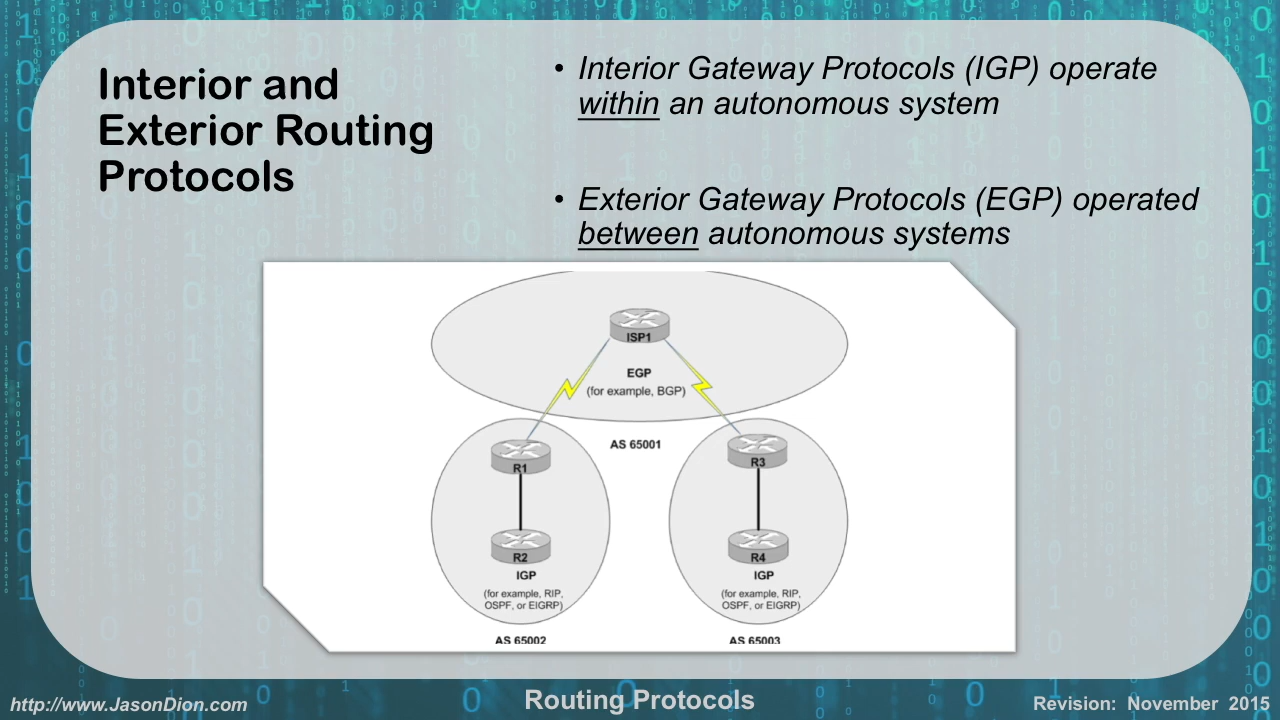 Interior and
Exterior Routing
Protocols
• Interior Gateway Protocols (IGP) operate
within an autonomous system
• Exterior Gateway Protocols (EGP) operated
between autonomous systems
ISP1
EGP
(for example, BGP)
AS 65001
R1
R3
R2
R4
IGP
(for example, RIP,
OSPF, or EIGRP)
IGP
(for example, RIP,
OSPF, or EIGRP)
AS 65002
AS 65003
http://www.JasonDion.com
Routing Protocols
Revision: November 2015